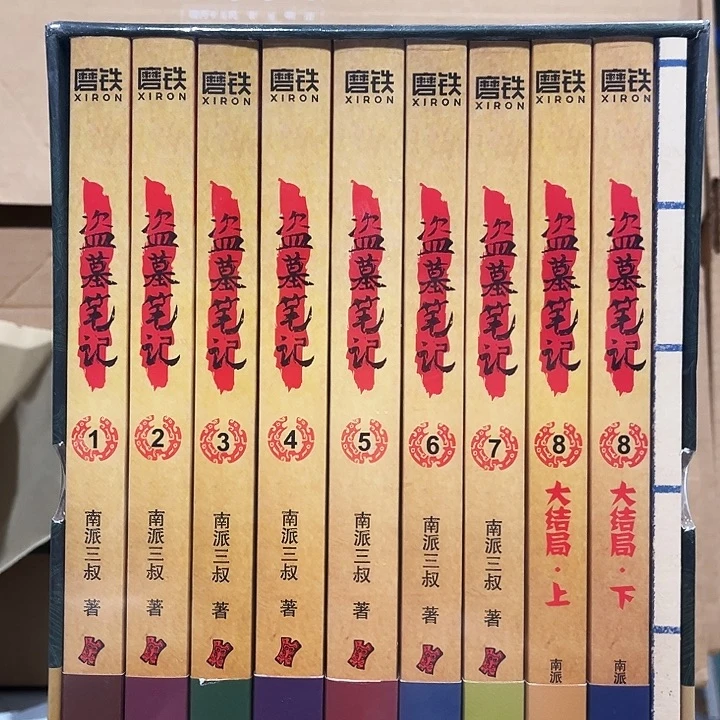 磨铁
XIRON
盗墓笔记
1
南派三叔 著
磨铁
XIRON
盗墓笔记
2
南派三叔 著
磨铁
XIRON
盗墓笔记
3
南派三叔 著
磨铁
XIRON
盗墓笔记
4
南派三叔 著
磨铁
XIRON
盗墓笔记
5
南派三叔 著
磨铁
XIRON
盗墓笔记
6
南派三叔 著
磨铁
XIRON
盗墓笔记
7
南派三叔 著
磨铁
XIRON
盗墓笔记
8
大结局·上
南派
磨铁
XIRON
盗墓笔记
8
大结局·下
南派